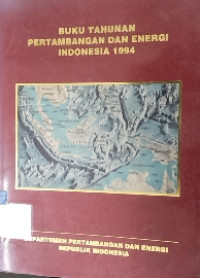 BUKU TAHUNAN
PERTAMBANGAN DAN ENERGI
INDONESIA 1994
DEPARTEMEN PERTAMBANGAN DAN ENERGI
REPUBLIK INDONESIA